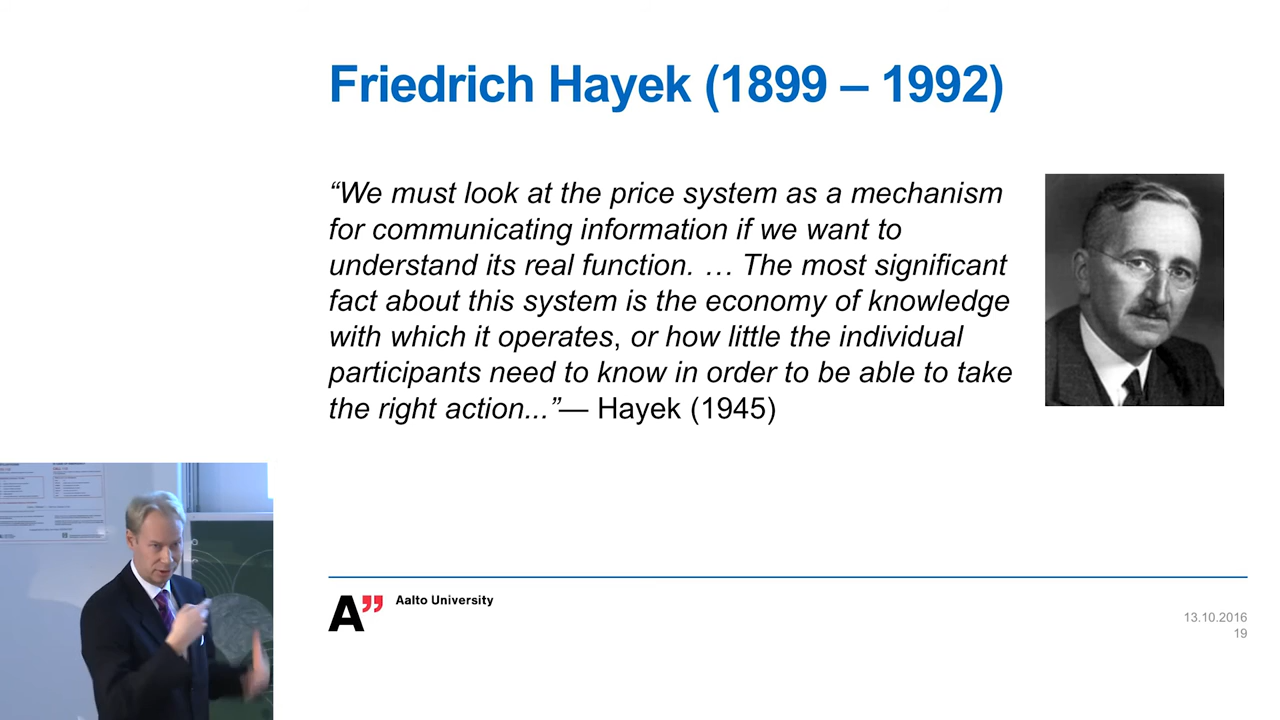 Friedrich Hayek (1899 – 1992)
“We must look at the price system as a mechanism
for communicating information if we want to
understand its real function. … The most significant
fact about this system is the economy of knowledge
with which it operates, or how little the individual
participants need to know in order to be able to take
the right action...”— Hayek (1945)
A”
Aalto University
13.10.2016
19